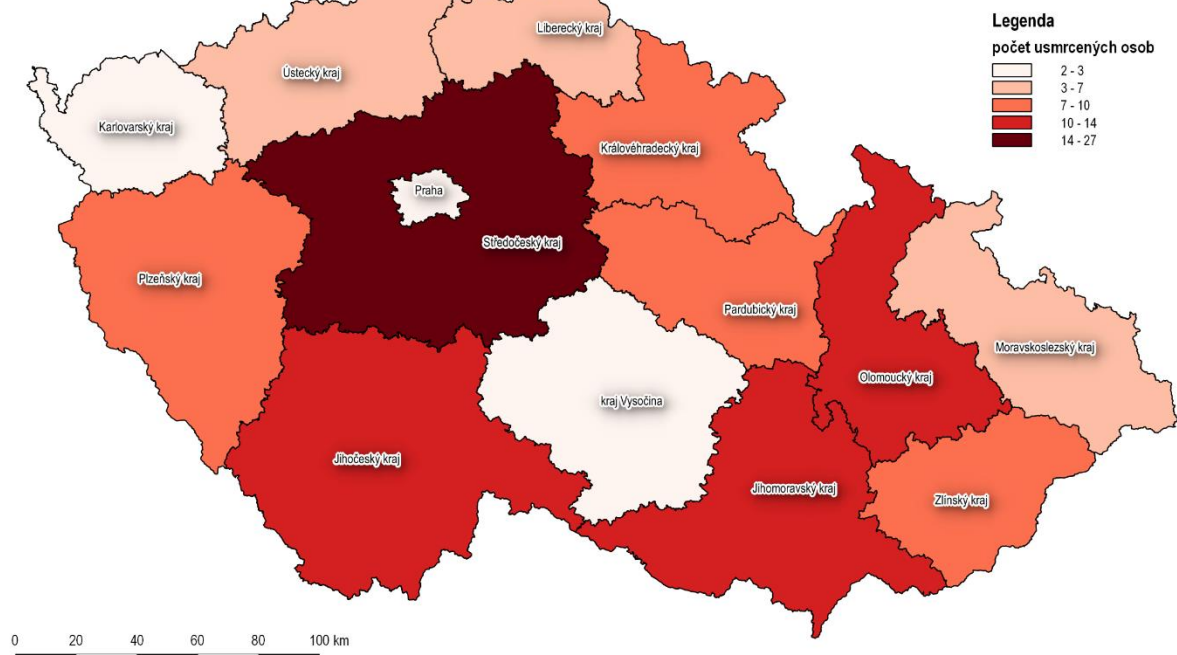 Legenda
počet usmrcených osob
2 - 3
3 - 7
7 - 10
10 - 14
14 - 27
Liberecký kraj
Ústecký kraj
Karlovarský kraj
Královéhradecký kraj
Praha
Středočeský kraj
Plzeňský kraj
Pardubický kraj
Moravskoslezský kraj
Olomoucký kraj
kraj Vysočina
Jihočeský kraj
Jihomoravský kraj
Zlínský kraj
0 20 40 60 80 100 km